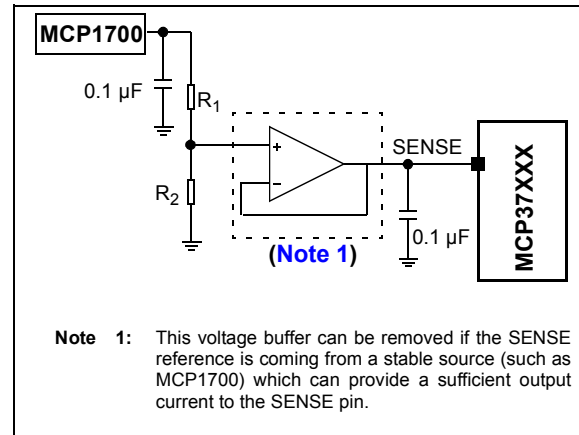 MCP1700
0.1 µF
R1
R2
+
–
SENSE
0.1 µF
MCP37XXX
(Note 1)
Note 1: This voltage buffer can be removed if the SENSE
reference is coming from a stable source (such as
MCP1700) which can provide a sufficient output
current to the SENSE pin.